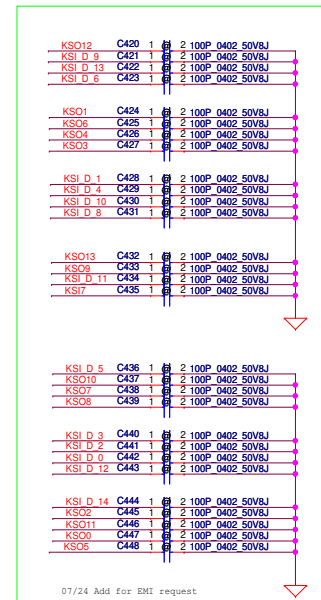 KSO12 C420 1 @ 2 100P_0402_50V8J
KSI_D_9 C421 1 @ 2 100P_0402_50V8J
KSI_D_13 C422 1 @ 2 100P_0402_50V8J
KSI_D_6 C423 1 @ 2 100P_0402_50V8J
KSO1 C424 1 @ 2 100P_0402_50V8J
KSO6 C425 1 @ 2 100P_0402_50V8J
KSO4 C426 1 @ 2 100P_0402_50V8J
KSO3 C427 1 @ 2 100P_0402_50V8J
KSI_D_1 C428 1 @ 2 100P_0402_50V8J
KSI_D_4 C429 1 @ 2 100P_0402_50V8J
KSI_D_10 C430 1 @ 2 100P_0402_50V8J
KSI_D_8 C431 1 @ 2 100P_0402_50V8J
KSO13 C432 1 @ 2 100P_0402_50V8J
KSO9 C433 1 @ 2 100P_0402_50V8J
KSI_D_11 C434 1 @ 2 100P_0402_50V8J
KSI7 C435 1 @ 2 100P_0402_50V8J
KSI_D_5 C436 1 @ 2 100P_0402_50V8J
KSO10 C437 1 @ 2 100P_0402_50V8J
KSO7 C438 1 @ 2 100P_0402_50V8J
KSO8 C439 1 @ 2 100P_0402_50V8J
KSI_D_3 C440 1 @ 2 100P_0402_50V8J
KSI_D_2 C441 1 @ 2 100P_0402_50V8J
KSI_D_0 C442 1 @ 2 100P_0402_50V8J
KSI_D_12 C443 1 @ 2 100P_0402_50V8J
KSI_D_14 C444 1 @ 2 100P_0402_50V8J
KSO2 C445 1 @ 2 100P_0402_50V8J
KSO11 C446 1 @ 2 100P_0402_50V8J
KSO0 C447 1 @ 2 100P_0402_50V8J
KSO5 C448 1 @ 2 100P_0402_50V8J
07/24 Add for EMI request